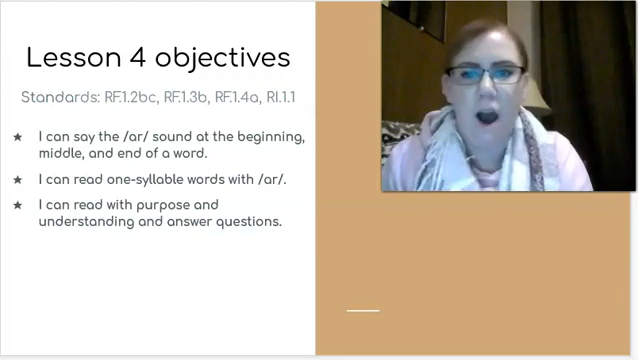 Lesson 4 objectives
Standards: RF.1.2bc, RF.1.3b, RF.1.4a, RI.1.1
★ I can say the /ar/ sound at the beginning,
middle, and end of a word.
★ I can read one-syllable words with /ar/.
★ I can read with purpose and
understanding and answer questions.